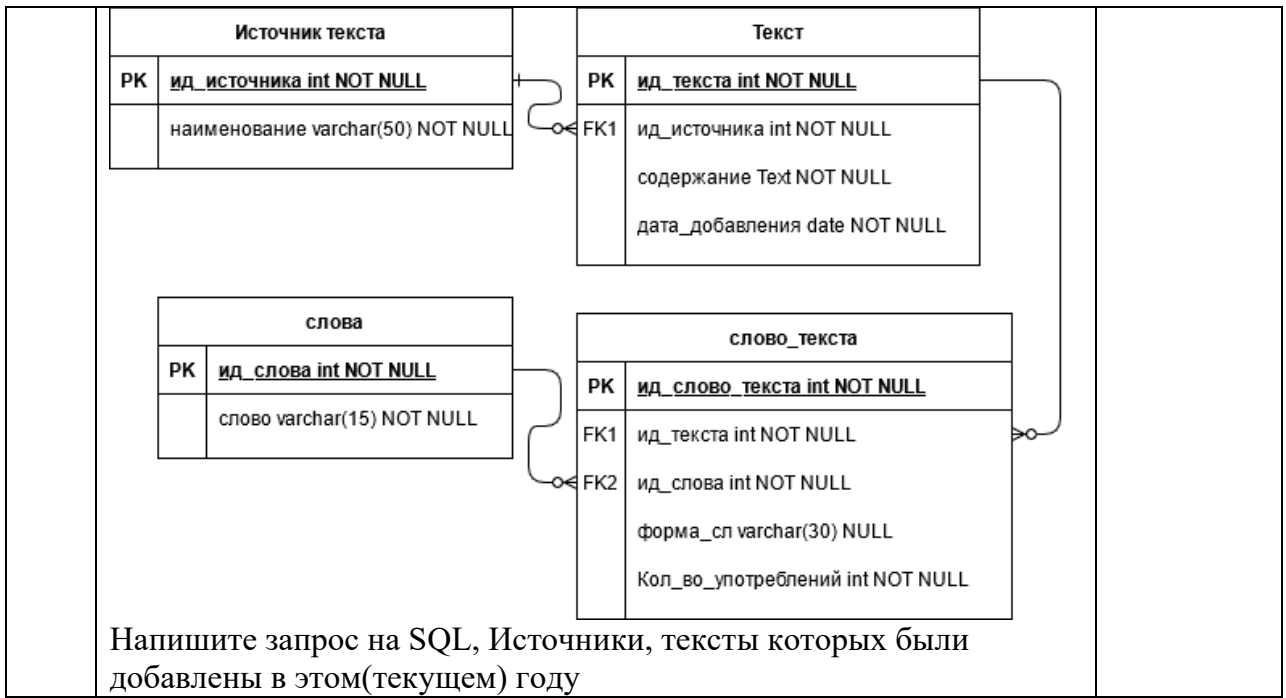 Источник текста
PK ид_источника int NOT NULL
наименование varchar(50) NOT NULL
Текст
PK ид_текста int NOT NULL
FK1 ид_источника int NOT NULL
содержание Text NOT NULL
дата_добавления date NOT NULL
слова
PK ид_слова int NOT NULL
слово varchar(15) NOT NULL
слово_текста
PK ид_слово_текста int NOT NULL
FK1 ид_текста int NOT NULL
FK2 ид_слова int NOT NULL
форма_сл varchar(30) NULL
Кол_во_употреблений int NOT NULL
Напишите запрос на SQL, Источники, тексты которых были
добавлены в этом(текущем) году